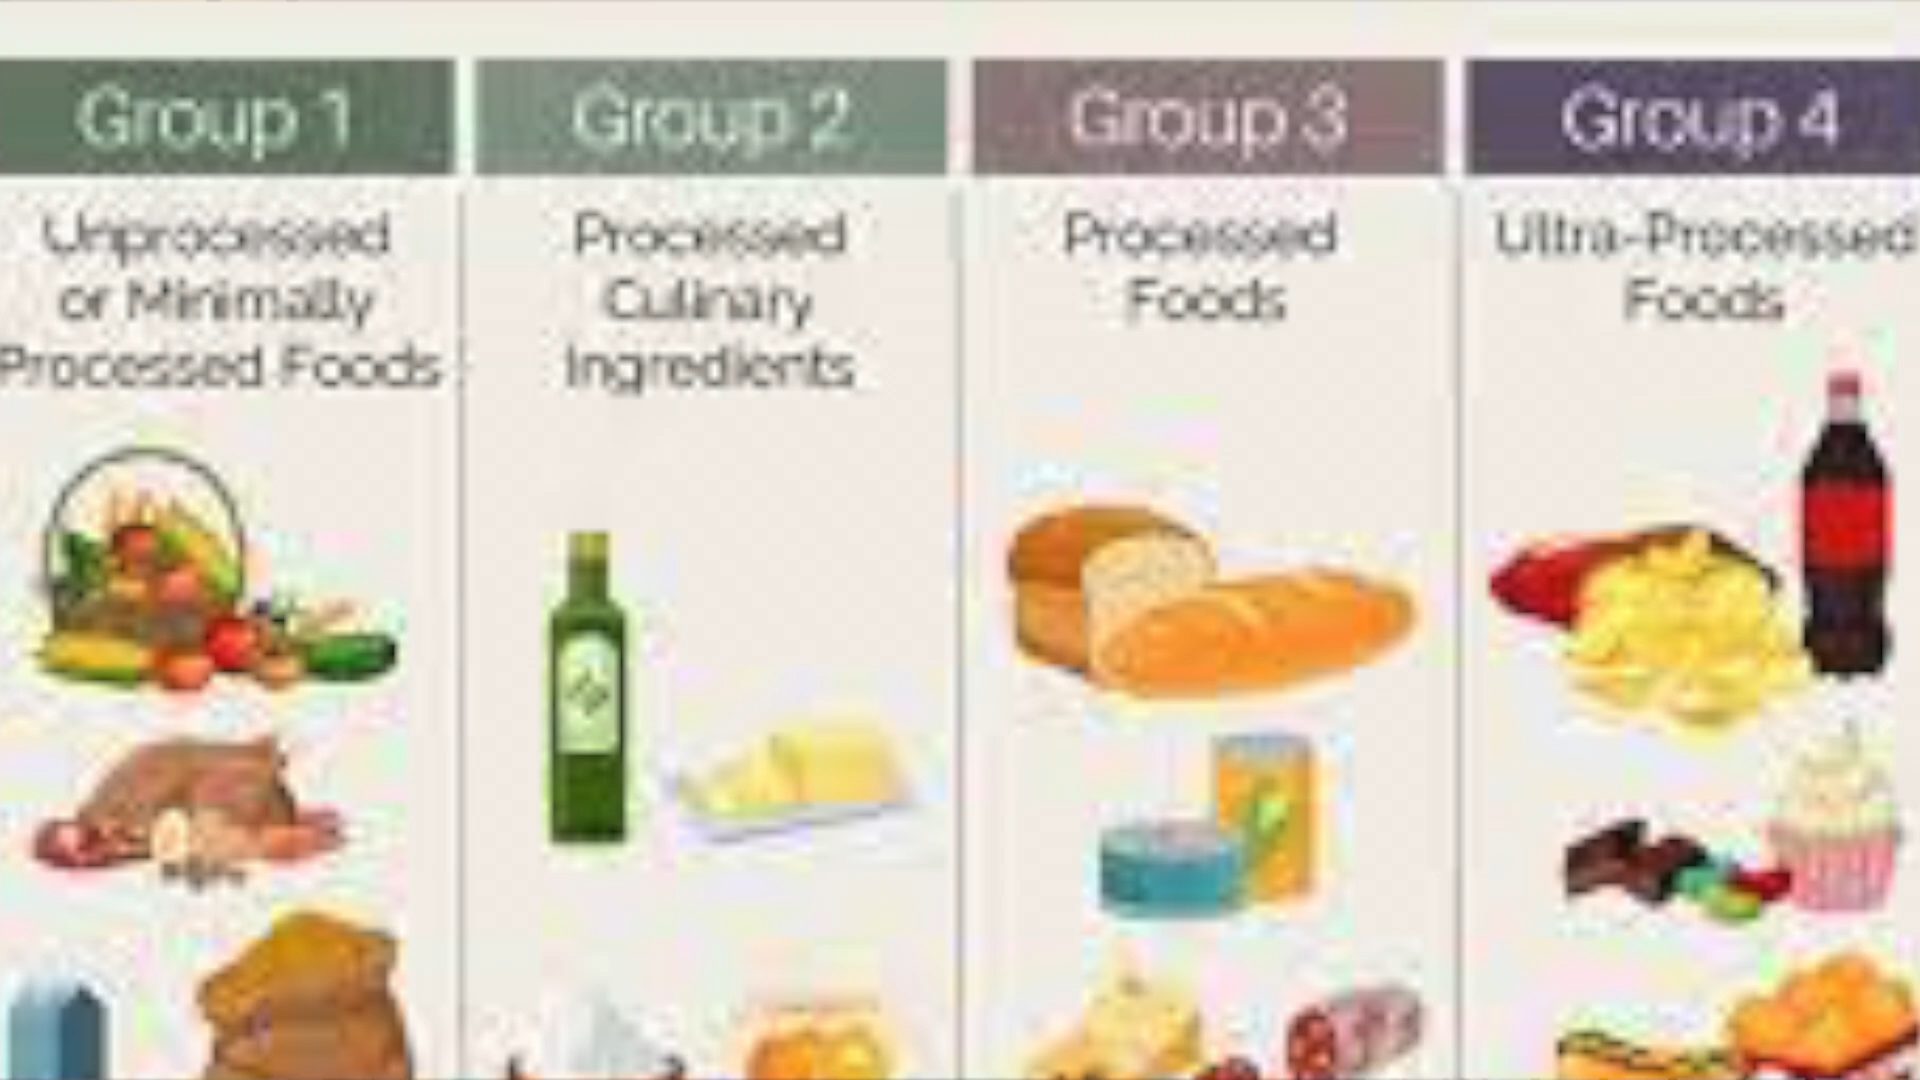 Group 1
Group 2
Group 3
Group 4
Unprocessed
or Minimally
Processed Foods
Processed
Culinary
Ingredients
Processed
Foods
Ultra-Processed
Foods